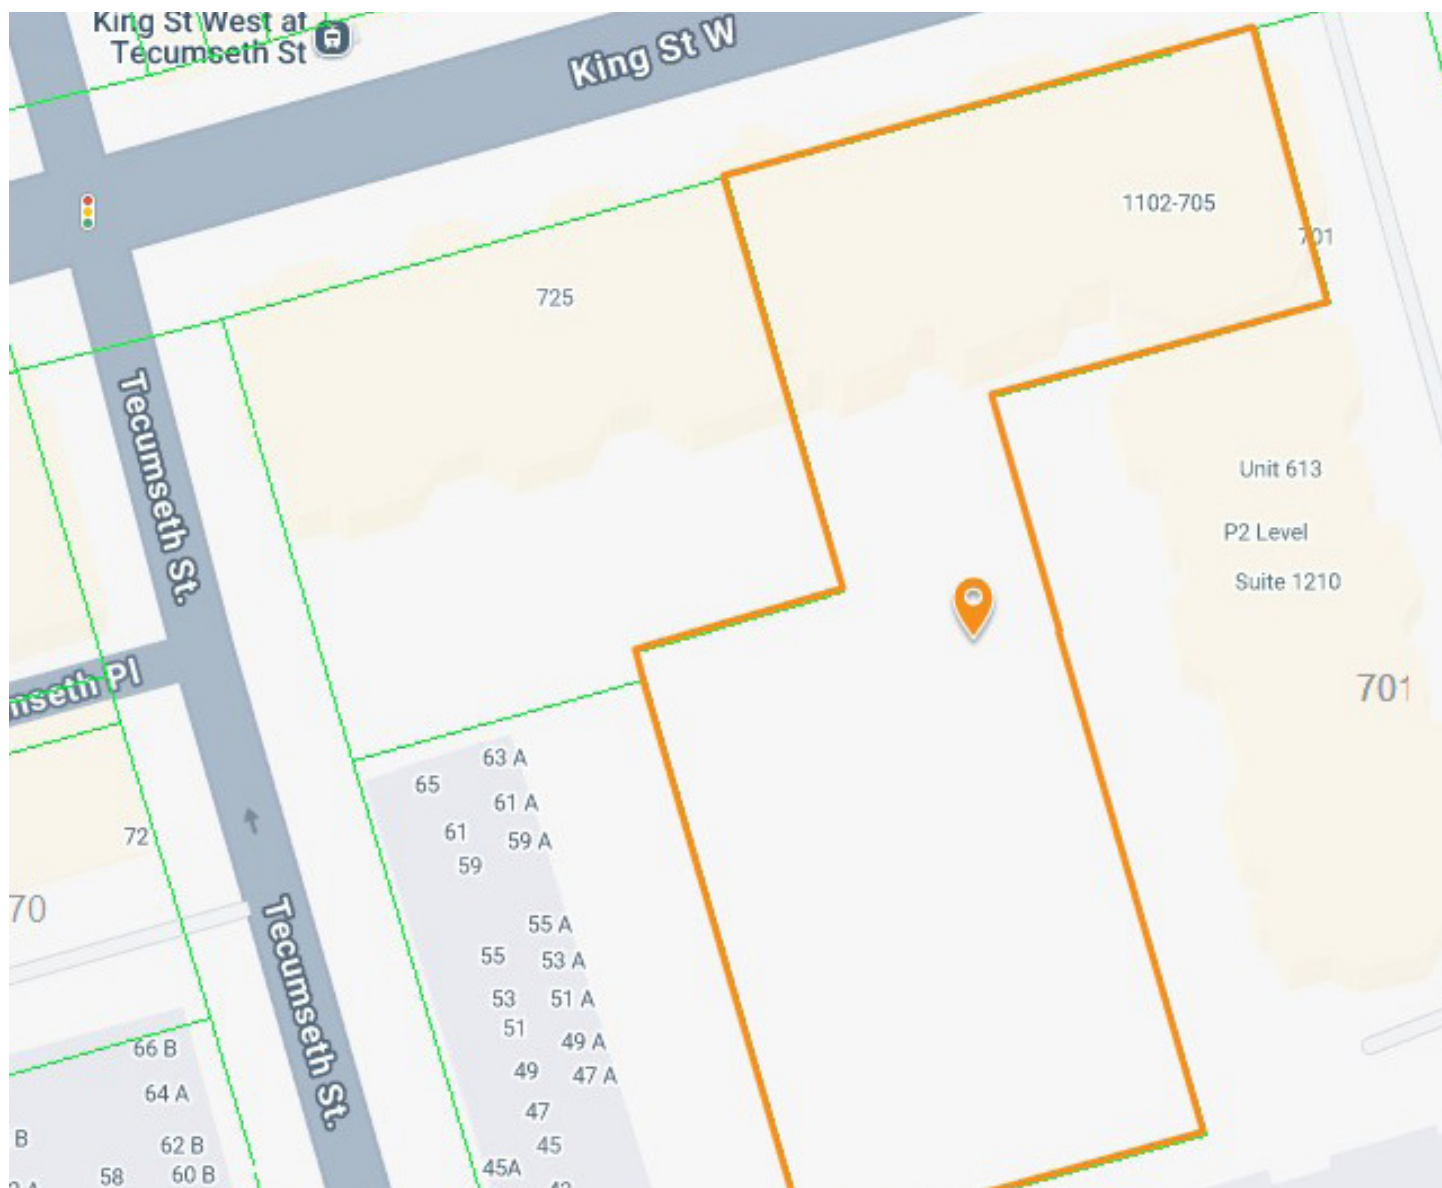 King St West at
Tecumseth St
King St W
1102-705
701
725
Tecumseth St.
Unit 613
P2 Level
Suite 1210
mseth Pl
701
63 A
65
61 A
61
59 A
59
72
70
55 A
55
53 A
53
51 A
51
49 A
49
47 A
47
45
45A
Tecumseth St.
66 B
64 A
B
62 B
58
60 B